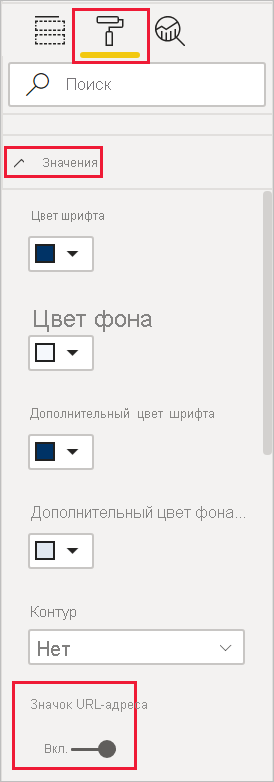 Поиск
Значения
Цвет шрифта
Цвет фона
Дополнительный цвет шрифта
Дополнительный цвет фона...
Контур
Нет
Значок URL-адреса
Вкл.